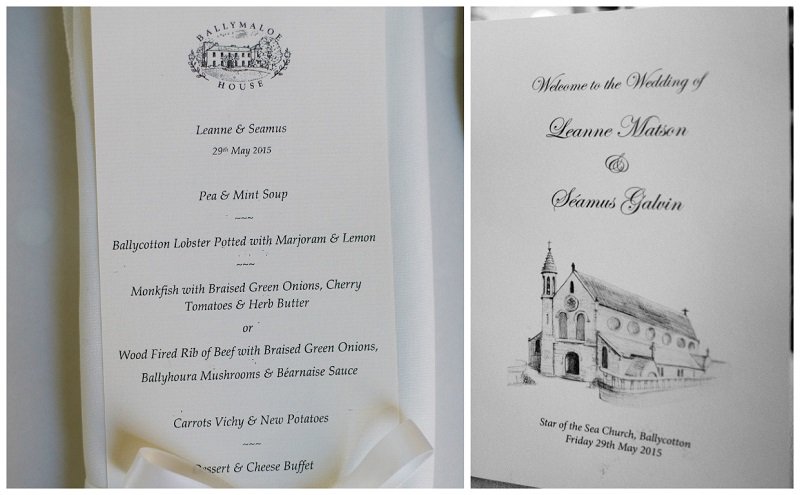 BALLYMALOE
HOUSE
Leanne & Seamus
29th May 2015
Pea & Mint Soup
~~~
Ballycotton Lobster Potted with Marjoram & Lemon
~~~
Monkfish with Braised Green Onions, Cherry
Tomatoes & Herb Butter
or
Wood Fired Rib of Beef with Braised Green Onions,
Ballyhoura Mushrooms & Béarnaise Sauce
Carrots Vichy & New Potatoes
~~~
Dessert & Cheese Buffet
Welcome to the Wedding of
Leanne Matson
&
Séamus Galvin
Star of the Sea Church, Ballycotton
Friday 29th May 2015